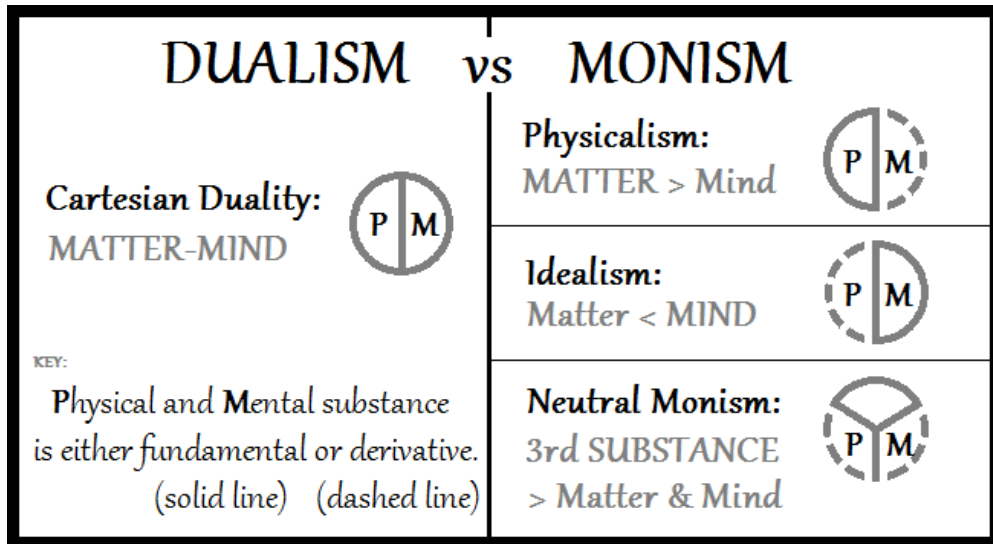 DUALISM vs MONISM
Cartesian Duality:
MATTER-MIND
P M
KEY:
Physical and Mental substance
is either fundamental or derivative.
(solid line) (dashed line)
Physicalism:
MATTER > Mind
P M
Idealism:
Matter < MIND
P M
Neutral Monism:
3rd SUBSTANCE
> Matter & Mind
P M